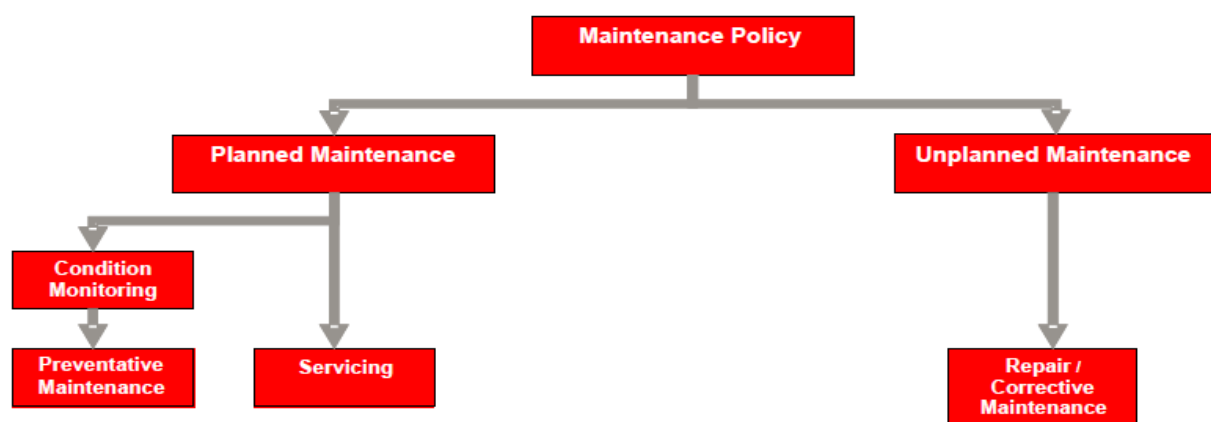 Maintenance Policy
Planned Maintenance
Unplanned Maintenance
Condition
Monitoring
Preventative
Maintenance
Servicing
Repair /
Corrective
Maintenance